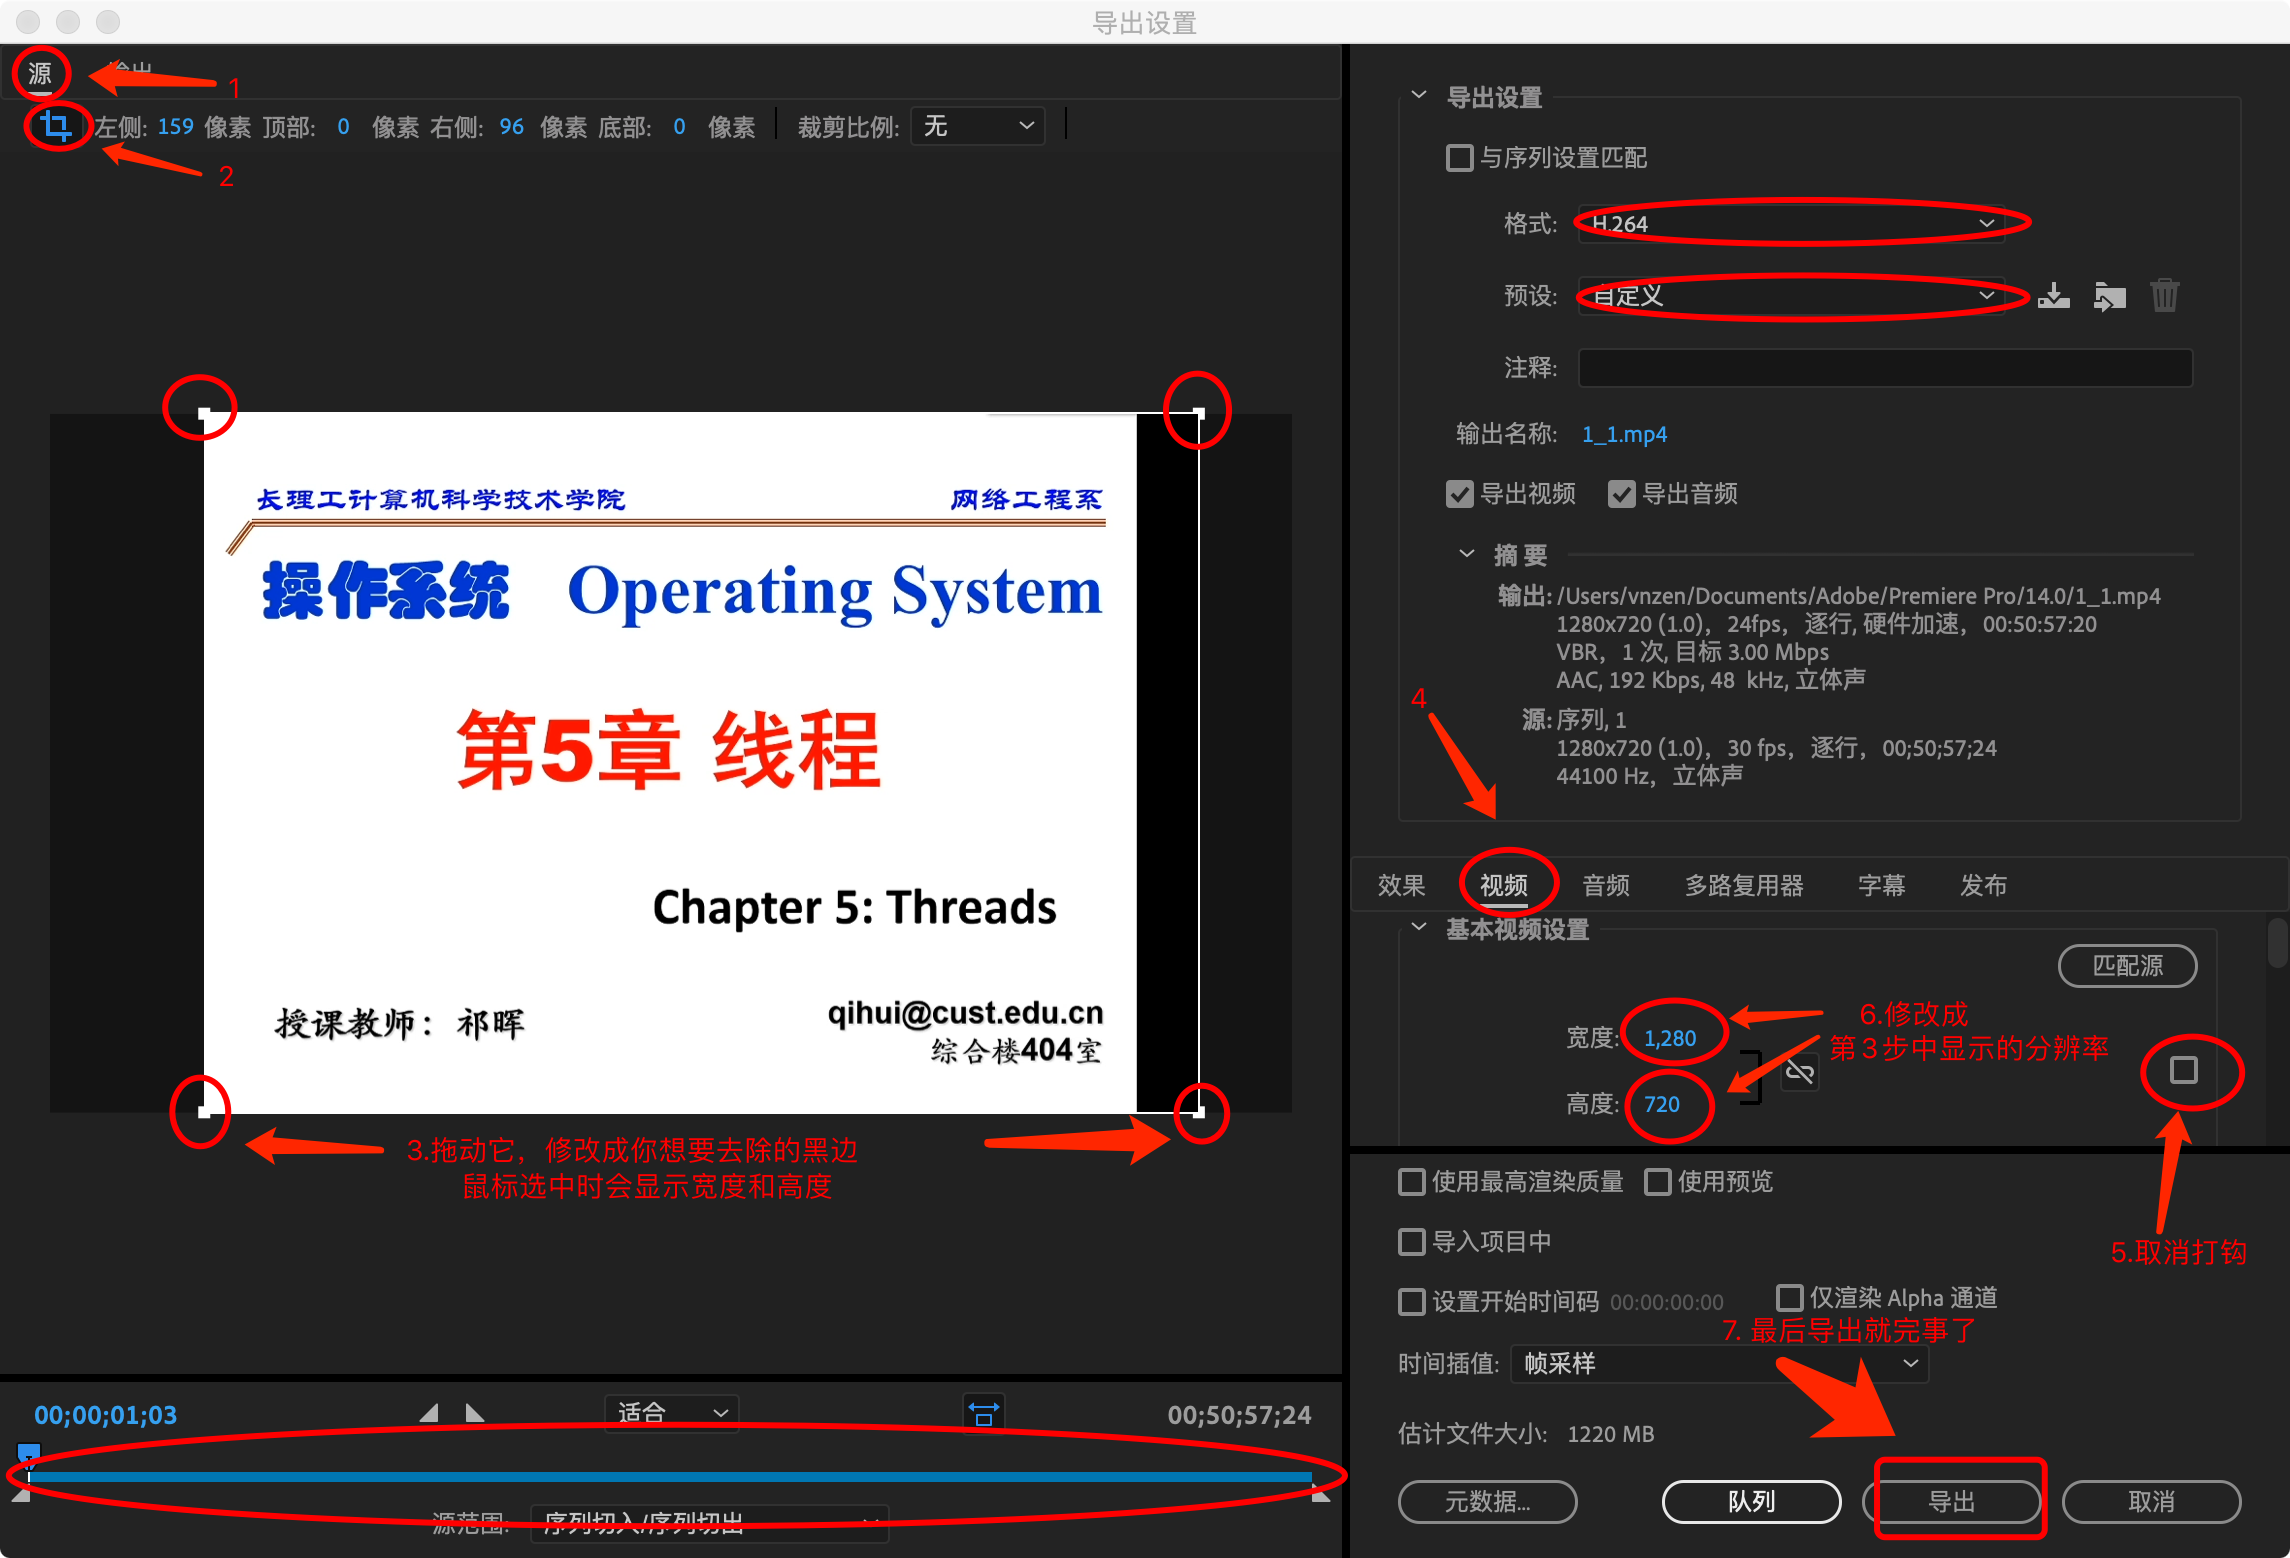 导出设置
源
输出
1
左侧: 159 像素 顶部: 0 像素 右侧: 96 像素 底部: 0 像素 裁剪比例: 无
2
长理工计算机科学技术学院 网络工程系
操作系统 Operating System
第5章 线程
Chapter 5: Threads
授课教师：祁晖
qihui@cust.edu.cn
综合楼404室
3.拖动它，修改成你想要去除的黑边
鼠标选中时会显示宽度和高度
00;00;01;03
适合
00;50;57;24
源范围: 序列切入/序列切出
导出设置
与序列设置匹配
格式: H.264
预设: 自定义
注释:
输出名称: 1_1.mp4
导出视频 导出音频
摘要
输出: /Users/vnzen/Documents/Adobe/Premiere Pro/14.0/1_1.mp4
1280x720 (1.0)，24fps，逐行, 硬件加速，00:50:57:20
VBR，1 次, 目标 3.00 Mbps
AAC, 192 Kbps, 48 kHz, 立体声
源: 序列, 1
1280x720 (1.0)，30 fps，逐行，00;50;57;24
44100 Hz，立体声
4
效果 视频 音频 多路复用器 字幕 发布
基本视频设置
匹配源
宽度: 1,280
高度: 720
6.修改成
第3步中显示的分辨率
使用最高渲染质量 使用预览
导入项目中
5.取消打钩
设置开始时间码 00:00:00:00 仅渲染 Alpha 通道
7. 最后导出就完事了
时间插值: 帧采样
估计文件大小: 1220 MB
元数据... 队列 导出 取消